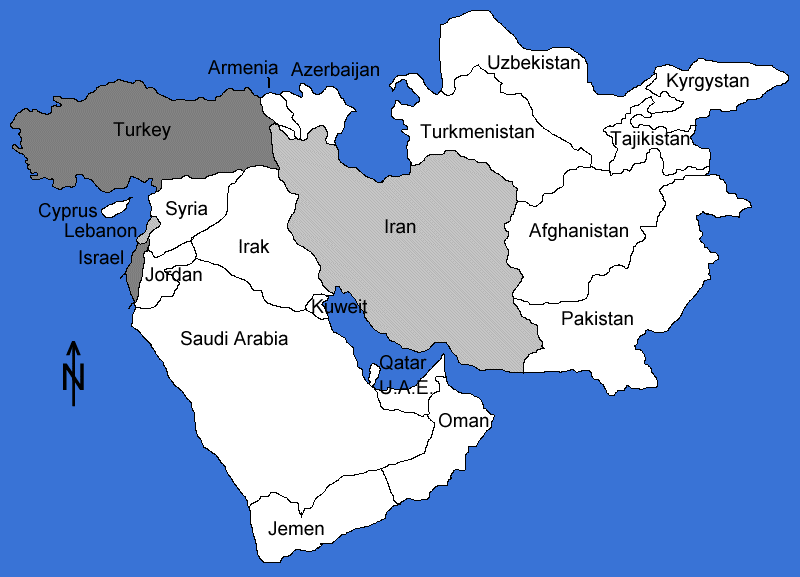 Uzbekistan
Armenia
Azerbaijan
Kyrgystan
Turkey
Turkmenistan
Tajikistan
Cyprus
Syria
Lebanon
Iran
Afghanistan
Irak
Israel
Jordan
Kuweit
Pakistan
Saudi Arabia
Qatar
U.A.E.
N
Oman
Jemen